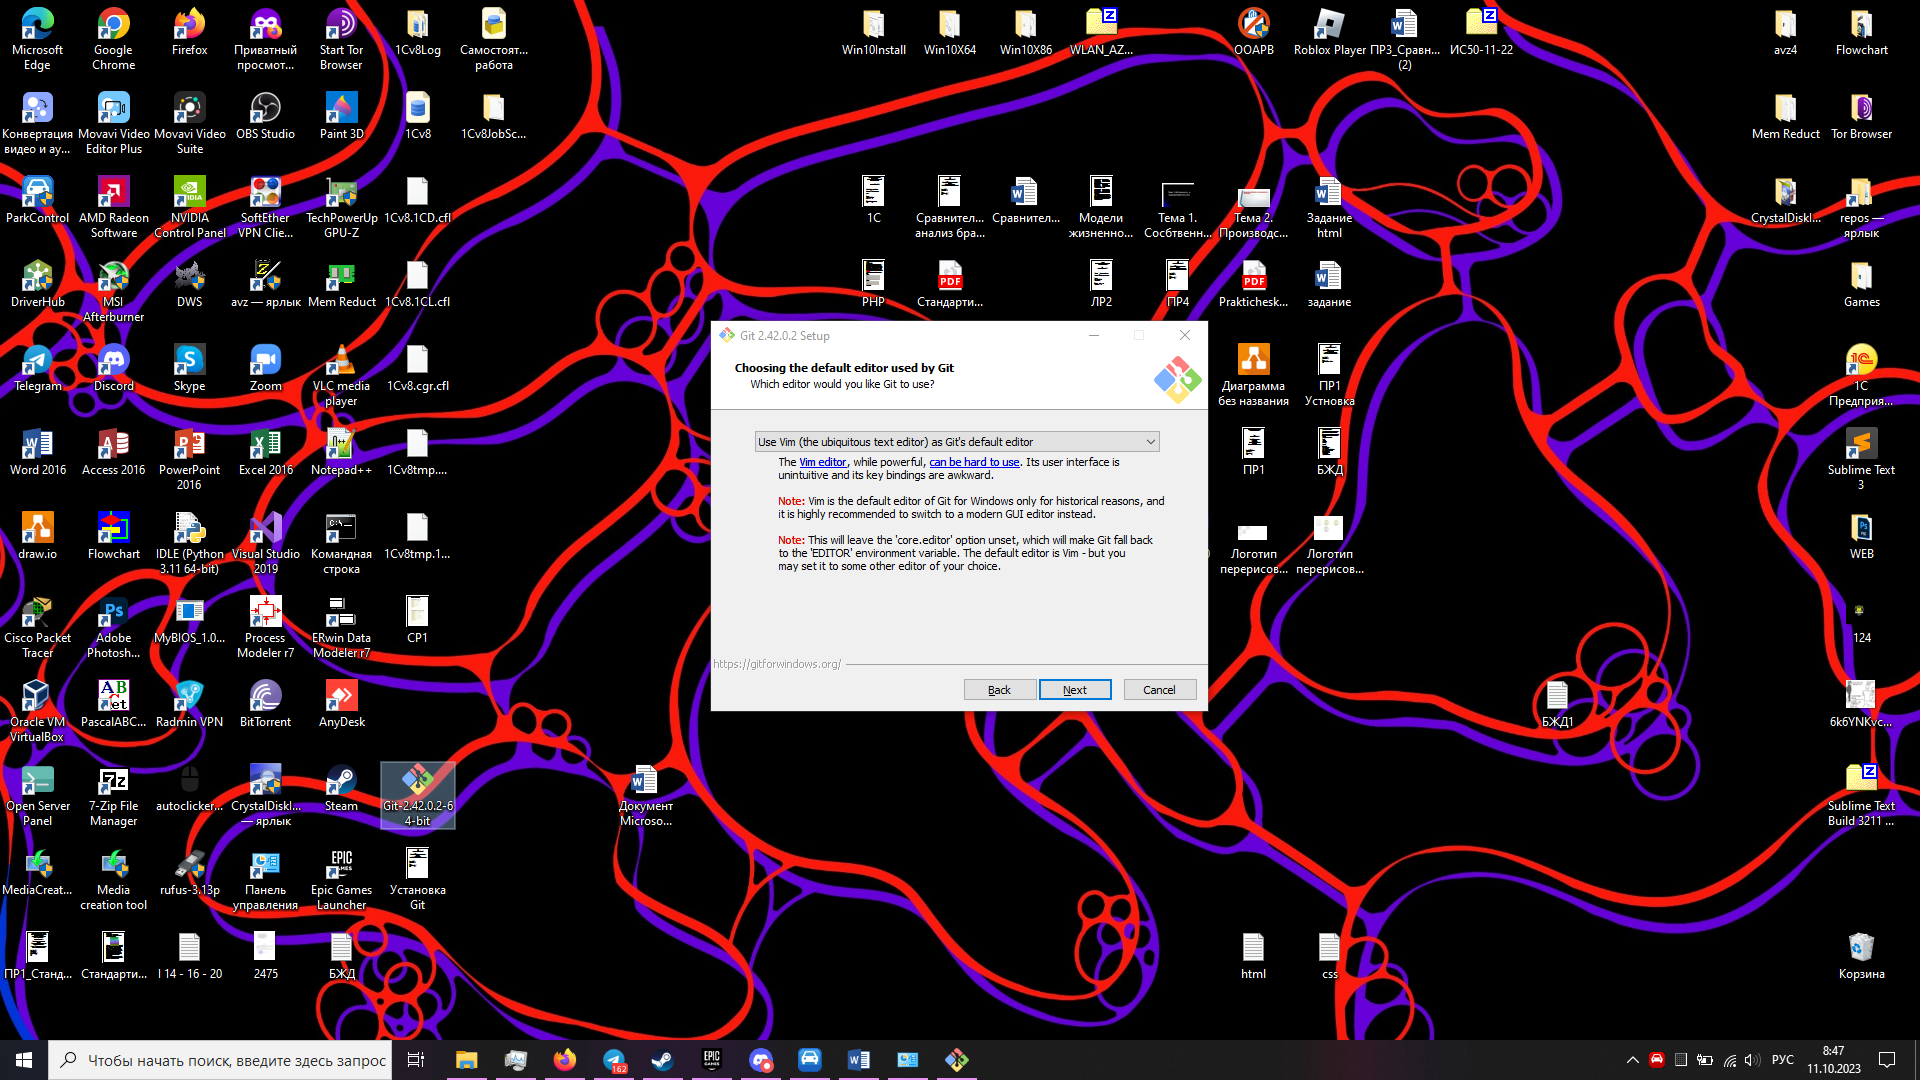 Microsoft Edge
Google Chrome
Firefox
Приватный просмот...
Start Tor Browser
1Cv8Log
Самостоят... работа
Win10Install
Win10X64
Win10X86
WLAN_AZ...
OOAPB
Roblox Player
ПР3_Сравн... (2)
ИС50-11-22
avz4
Flowchart
Конвертация видео и ау...
Movavi Video Editor Plus
Movavi Video Suite
OBS Studio
Paint 3D
1Cv8
1Cv8JobSc...
Mem Reduct
Tor Browser
ParkControl
AMD Radeon Software
NVIDIA Control Panel
SoftEther VPN Clie...
TechPowerUp GPU-Z
1Cv8.1CD.cfl
1C
Сравнител... анализ бра...
Сравнител...
Модели жизненно...
Тема 1. Сосбтвенн...
Тема 2. Производс...
Задание html
CrystalDiskI...
repos — ярлык
DriverHub
MSI Afterburner
DWS
avz — ярлык
Mem Reduct
1Cv8.1CL.cfl
PHP
Стандарти...
ЛР2
ПР4
Praktichesk...
задание
Games
Git 2.42.0.2 Setup
Choosing the default editor used by Git
Which editor would you like Git to use?
Use Vim (the ubiquitous text editor) as Git's default editor
The Vim editor, while powerful, can be hard to use. Its user interface is
unintuitive and its key bindings are awkward.
Note: Vim is the default editor of Git for Windows only for historical reasons, and
it is highly recommended to switch to a modern GUI editor instead.
Note: This will leave the 'core.editor' option unset, which will make Git fall back
to the 'EDITOR' environment variable. The default editor is Vim - but you
may set it to some other editor of your choice.
https://gitforwindows.org/
Back
Next
Cancel
Telegram
Discord
Skype
Zoom
VLC media player
1Cv8.cgr.cfl
Диаграмма без названия
ПР1 Устновка
1С Предприя...
Word 2016
Access 2016
PowerPoint 2016
Excel 2016
Notepad++
1Cv8tmp....
ПР1
БЖД
Sublime Text 3
draw.io
Flowchart
IDLE (Python 3.11 64-bit)
Visual Studio 2019
Командная строка
1Cv8tmp.1...
Логотип перерисов...
Логотип перерисов...
WEB
Cisco Packet Tracer
Adobe Photosh...
MyBIOS_1.0...
Process Modeler r7
ERwin Data Modeler r7
СР1
124
Oracle VM VirtualBox
PascalABC...
Radmin VPN
BitTorrent
AnyDesk
БЖД1
6k6YNKvc...
Open Server Panel
7-Zip File Manager
autoclicker...
CrystalDiskI... — ярлык
Steam
Git-2.42.0.2-64-bit
Документ Microso...
Sublime Text Build 3211 ...
MediaCreat...
Media creation tool
rufus-3.13p
Панель управления
Epic Games Launcher
Установка Git
ПР1_Станд...
Стандарти...
I 14 - 16 - 20
2475
БЖД
html
css
Корзина
Чтобы начать поиск, введите здесь запрос
162
РУС
8:47
11.10.2023